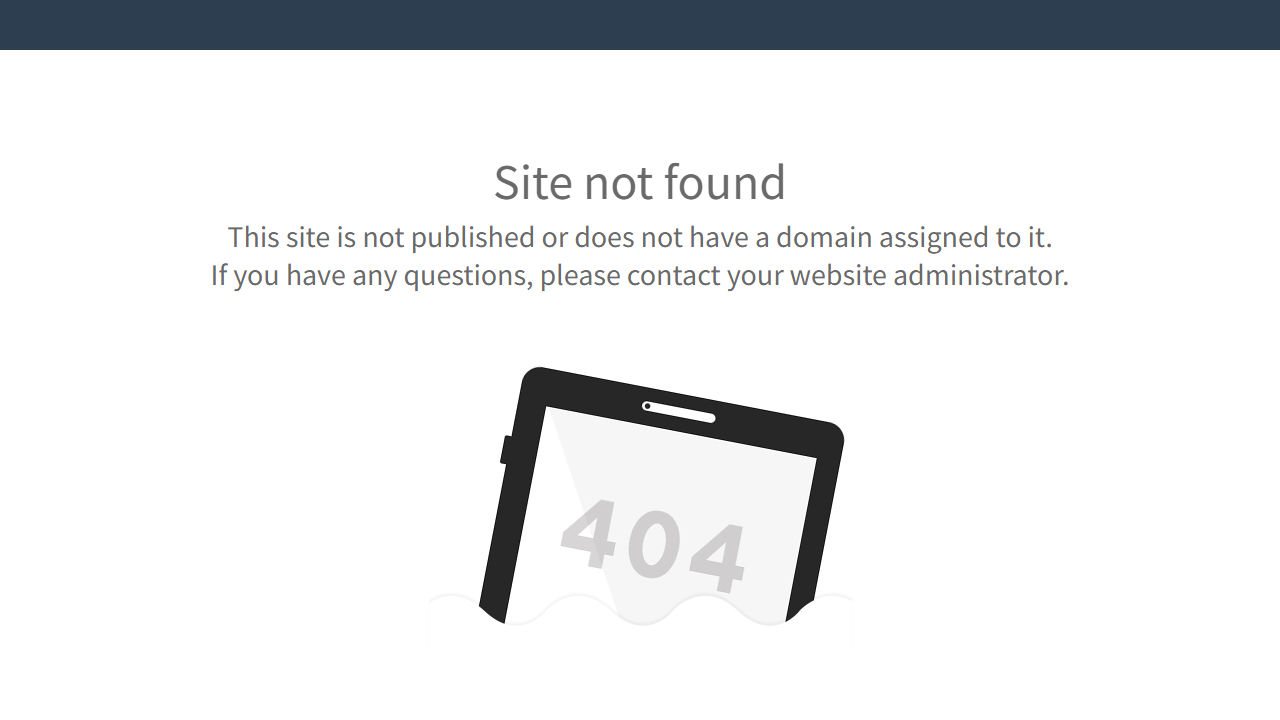 Site not found
This site is not published or does not have a domain assigned to it.
If you have any questions, please contact your website administrator.
404